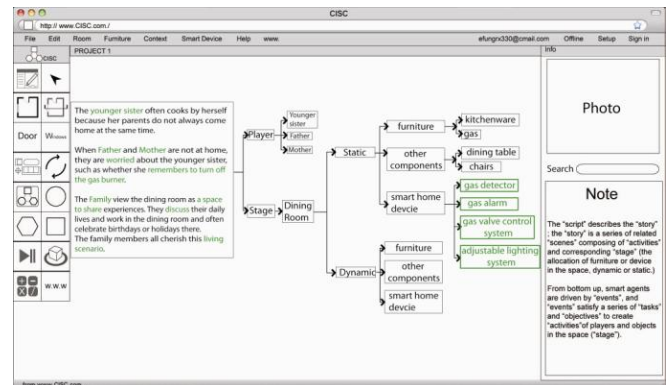 CISC
http:// www.CISC.com./
File Edit Room Furniture Context Smart Device Help www. efungrx330@gmail.com Offline Setup Sign in
CISC
PROJECT 1
Info
Door Windows
W.W.W
The younger sister often cooks by herself
because her parents do not always come
home at the same time.
When Father and Mother are not at home,
they are worried about the younger sister,
such as whether she remembers to turn off
the gas burner.
The Family view the dining room as a space
to share experiences. They discuss their daily
lives and work in the dining room and often
celebrate birthdays or holidays there.
The family members all cherish this living
scenario.
Player
Younger
sister
Father
Mother
Stage
Dining
Room
Static
furniture
kitchenware
gas
other
components
dining table
chairs
smart home
devcie
gas detector
gas alarm
gas valve control
system
adjustable lighting
system
Dynamic
furniture
other
components
smart home
devcie
Photo
Search
Note
The "script" describes the "story"
; the "story" is a series of related
"scenes" composing of "activities"
and corresponding "stage" (the
allocation of furniture or device
in the space, dynamic or static.)
From bottom up, smart agents
are driven by "events", and
"events" satisfy a series of "tasks"
and "objectives" to create
"activities"of players and objects
in the space ("stage").